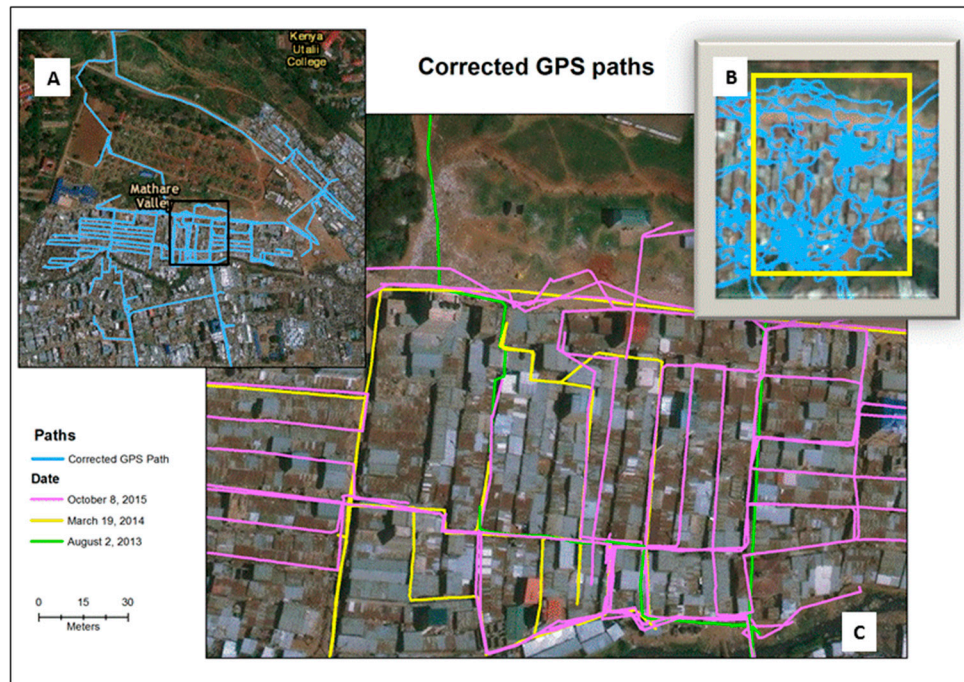 A
Kenya
Utalii
College
Mathare
Valley
Corrected GPS paths
B
Paths
Corrected GPS Path
Date
October 8, 2015
March 19, 2014
August 2, 2013
0 15 30
Meters
C